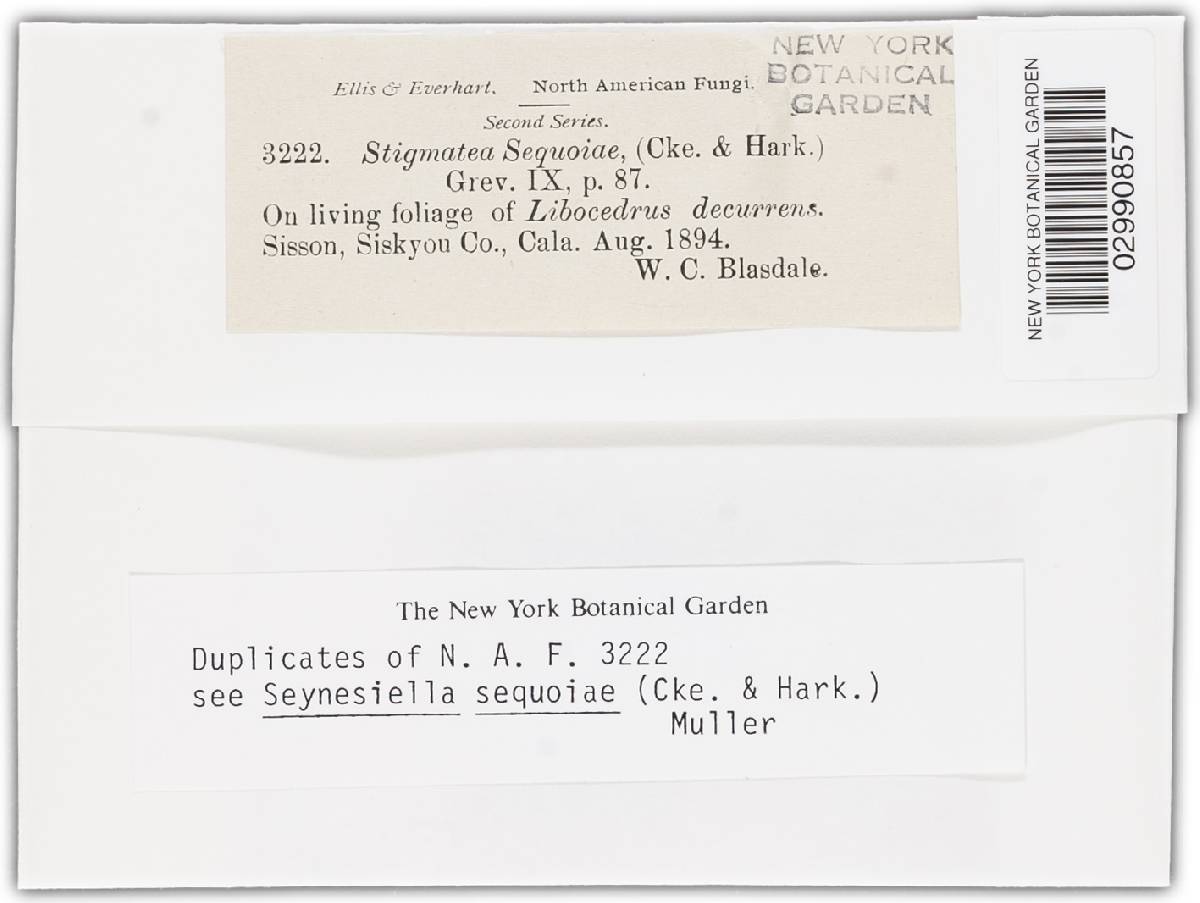 NEW YORK
BOTANICAL
GARDEN
Ellis & Everhart. North American Fungi.
Second Series.
3222. Stigmatea Sequoiae, (Cke. & Hark.)
Grev. IX, p. 87.
On living foliage of Libocedrus decurrens.
Sisson, Siskyou Co., Cala. Aug. 1894.
W. C. Blasdale.
NEW YORK BOTANICAL GARDEN
02990857
The New York Botanical Garden
Duplicates of N. A. F. 3222
see Seynesiella sequoiae (Cke. & Hark.)
Muller